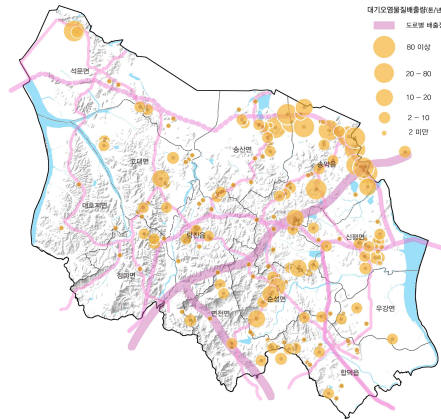 대기오염물질배출량(톤/년
도로별 배출량
80 이상
20 – 80
10 – 20
2 – 10
2 미만
석문면
고대면
송산면
송악읍
대호지면
당진읍
신평면
정미면
면천면
순성면
우강면
합덕읍